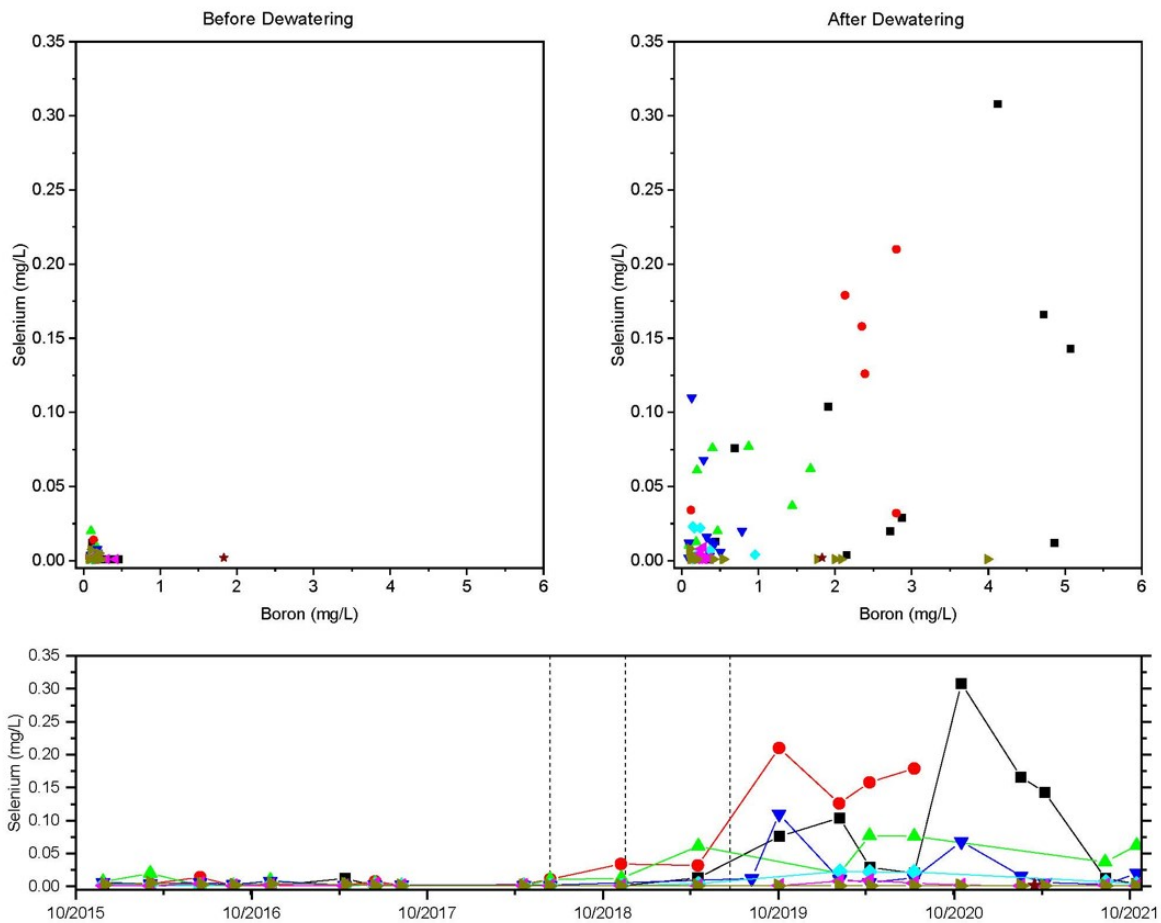 Before Dewatering
After Dewatering
0.35
0.30
0.25
0.20
0.15
0.10
0.05
0.00
Selenium (mg/L)
0 1 2 3 4 5 6
Boron (mg/L)
0.35
0.30
0.25
0.20
0.15
0.10
0.05
0.00
Selenium (mg/L)
0 1 2 3 4 5 6
Boron (mg/L)
0.35
0.30
0.25
0.20
0.15
0.10
0.05
0.00
Selenium (mg/L)
10/2015 10/2016 10/2017 10/2018 10/2019 10/2020 10/2021